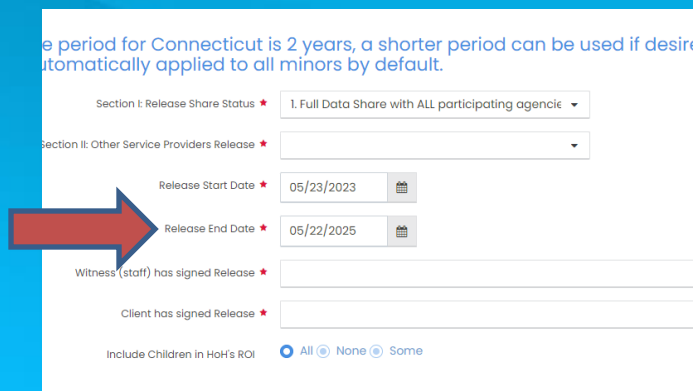 e period for Connecticut is 2 years, a shorter period can be used if desire
utomatically applied to all minors by default.
Section I: Release Share Status * 1. Full Data Share with ALL participating agencie
Section II: Other Service Providers Release *
Release Start Date * 05/23/2023
Release End Date * 05/22/2025
Witness (staff) has signed Release *
Client has signed Release *
Include Children in HoH's ROI All None Some